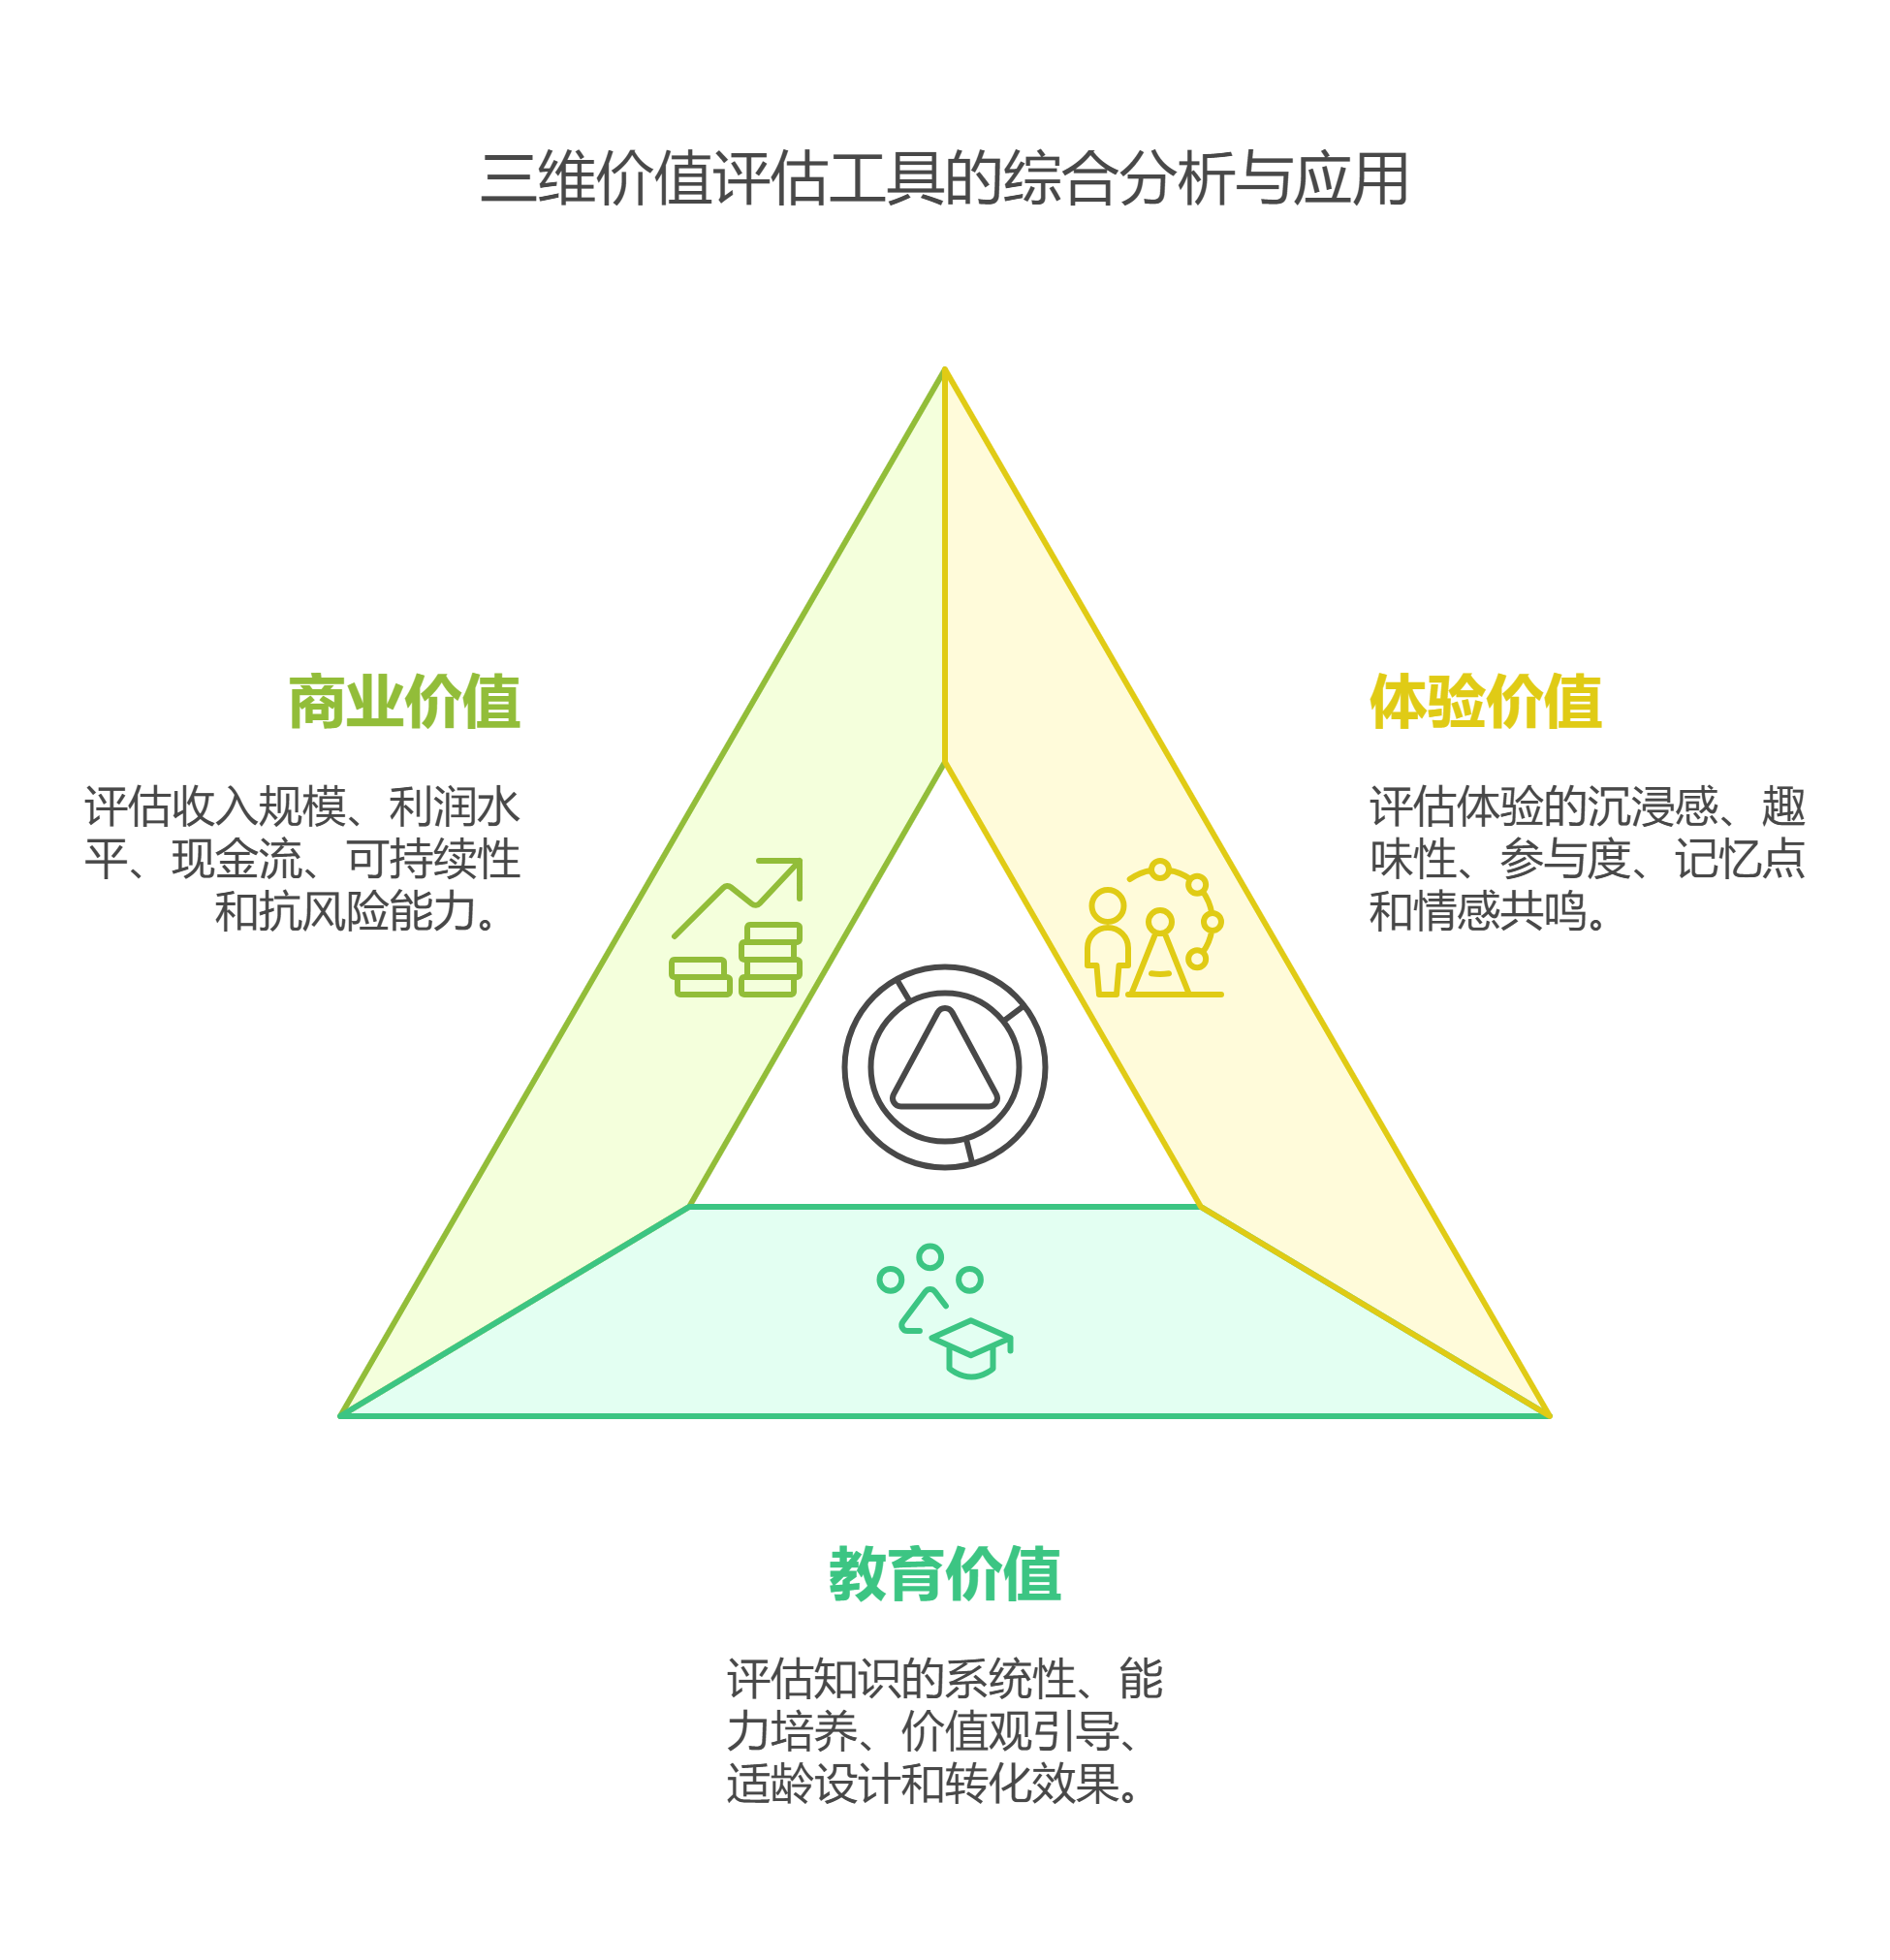 三维价值评估工具的综合分析与应用
商业价值
评估收入规模、利润水
平、现金流、可持续性
和抗风险能力。
体验价值
评估体验的沉浸感、趣
味性、参与度、记忆点
和情感共鸣。
教育价值
评估知识的系统性、能
力培养、价值观引导、
适龄设计和转化效果。